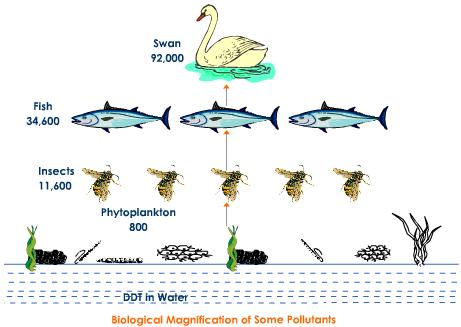 Swan
92,000
Fish
34,600
Insects
11,600
Phytoplankton
800
DDT in Water
Biological Magnification of Some Pollutants